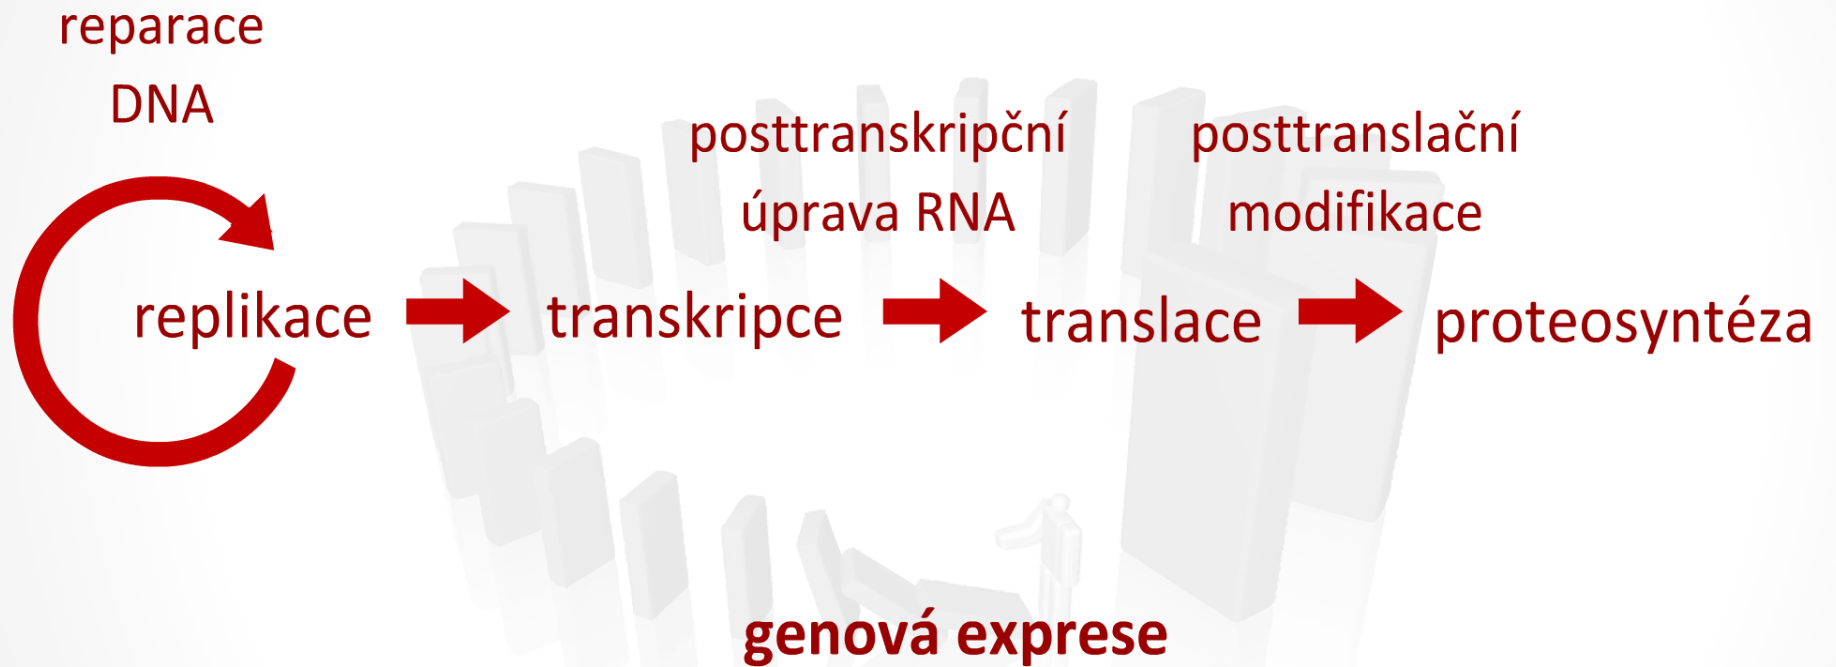 reparace
DNA
posttranskripční
úprava RNA
posttranslační
modifikace
replikace
transkripce
translace
proteosyntéza
genová exprese